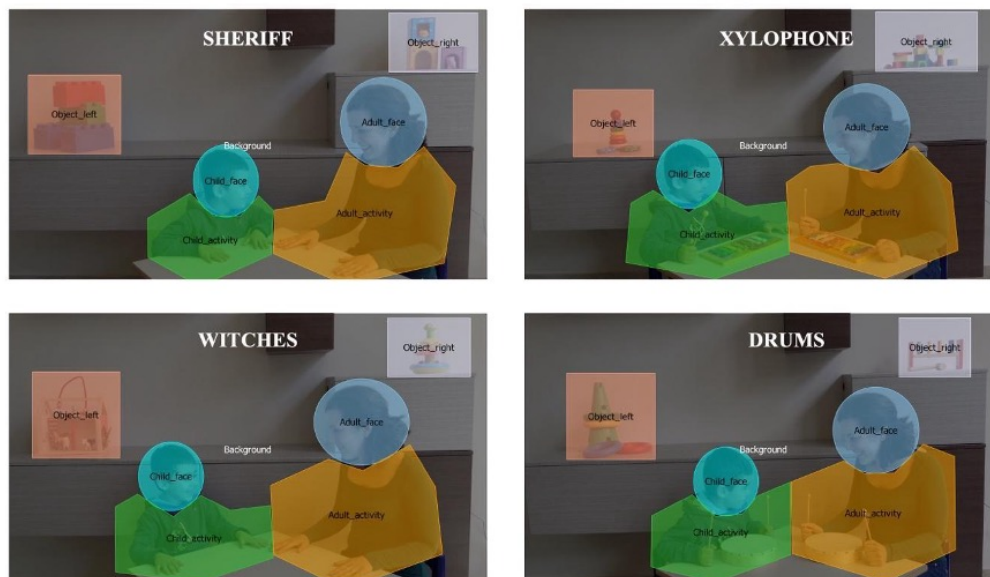 SHERIFF
Object_right
Object_left
Adult_face
Background
Child_face
Adult_activity
Child_activity
XYLOPHONE
Object_right
Object_left
Adult_face
Background
Child_face
Adult_activity
Child_activity
WITCHES
Object_right
Object_left
Adult_face
Background
Child_face
Adult_activity
Child_activity
DRUMS
Object_right
Object_left
Adult_face
Background
Child_face
Adult_activity
Child_activity